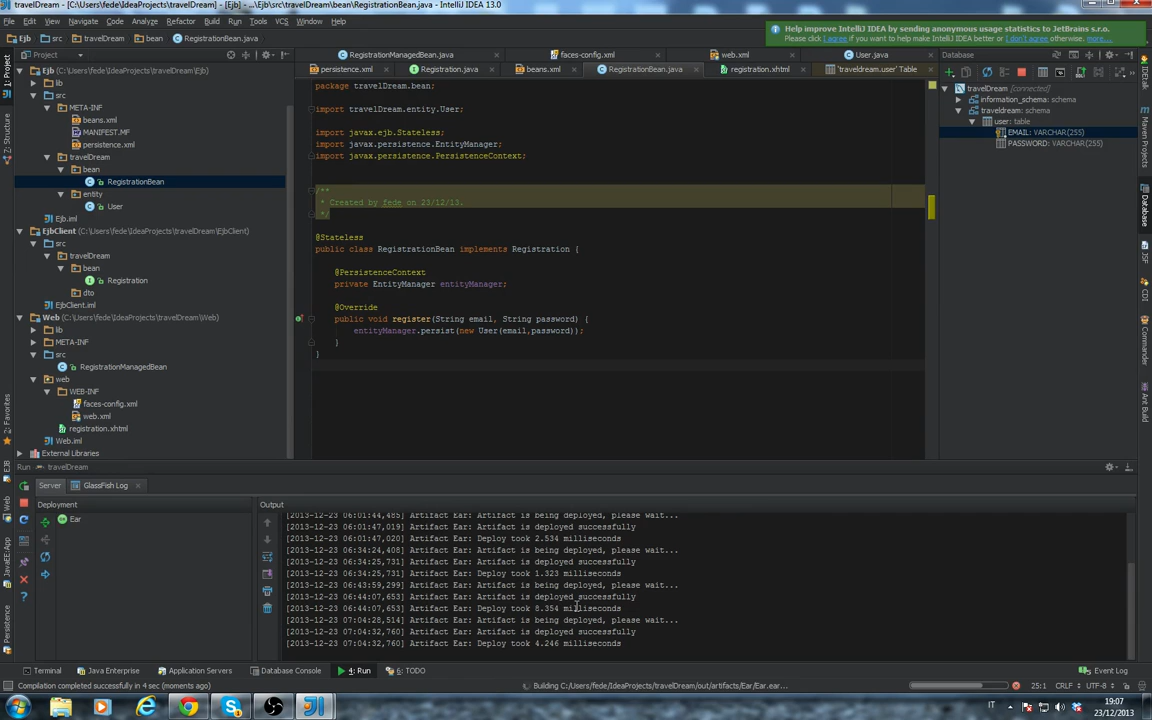 travelDream - [C:\Users\fede\IdeaProjects\travelDream] - [Ejb] - ...\Ejb\src\travelDream\bean\RegistrationBean.java - IntelliJ IDEA 13.0
File Edit View Navigate Code Analyze Refactor Build Run Tools VCS Window Help
Help improve IntelliJ IDEA by sending anonymous usage statistics to JetBrains s.r.o.
Please click I agree if you want to help make IntelliJ IDEA better or I don't agree otherwise. more...
Ejb src travelDream bean RegistrationBean.java
Project
RegistrationManagedBean.java faces-config.xml web.xml User.java
persistence.xml Registration.java beans.xml RegistrationBean.java registration.xhtml 'traveldream.user' Table
Database
1: Project
7: Structure
2: Favorites
EJB
Web
Java EE: App
Persistence
Ejb (C:\Users\fede\IdeaProjects\travelDream\Ejb)
lib
src
META-INF
beans.xml
MANIFEST.MF
persistence.xml
travelDream
bean
RegistrationBean
entity
User
Ejb.iml
EjbClient (C:\Users\fede\IdeaProjects\travelDream\EjbClient)
src
travelDream
bean
Registration
dto
EjbClient.iml
Web (C:\Users\fede\IdeaProjects\travelDream\Web)
lib
META-INF
src
RegistrationManagedBean
web
WEB-INF
faces-config.xml
web.xml
registration.xhtml
Web.iml
External Libraries
package travelDream.bean;
import travelDream.entity.User;
import javax.ejb.Stateless;
import javax.persistence.EntityManager;
import javax.persistence.PersistenceContext;
/**
* Created by fede on 23/12/13.
*/
@Stateless
public class RegistrationBean implements Registration {
@PersistenceContext
private EntityManager entityManager;
@Override
public void register(String email, String password) {
entityManager.persist(new User(email,password));
}
}
travelDream [connected]
information_schema: schema
traveldream: schema
user: table
EMAIL: VARCHAR(255)
PASSWORD: VARCHAR(255)
IDEtalk
Maven Projects
Database
JSF
CDI
Commander
Ant Build
Run travelDream
Server GlassFish Log
Deployment
Ear
Output
[2013-12-23 06:01:44,485] Artifact Ear: Artifact is being deployed, please wait...
[2013-12-23 06:01:47,019] Artifact Ear: Artifact is deployed successfully
[2013-12-23 06:01:47,020] Artifact Ear: Deploy took 2.534 milliseconds
[2013-12-23 06:34:24,408] Artifact Ear: Artifact is being deployed, please wait...
[2013-12-23 06:34:25,731] Artifact Ear: Artifact is deployed successfully
[2013-12-23 06:34:25,731] Artifact Ear: Deploy took 1.323 milliseconds
[2013-12-23 06:43:59,299] Artifact Ear: Artifact is being deployed, please wait...
[2013-12-23 06:44:07,653] Artifact Ear: Artifact is deployed successfully
[2013-12-23 06:44:07,653] Artifact Ear: Deploy took 8.354 milliseconds
[2013-12-23 07:04:28,514] Artifact Ear: Artifact is being deployed, please wait...
[2013-12-23 07:04:32,760] Artifact Ear: Artifact is deployed successfully
[2013-12-23 07:04:32,760] Artifact Ear: Deploy took 4.246 milliseconds
Terminal Java Enterprise Application Servers Database Console 4: Run 6: TODO Event Log
Compilation completed successfully in 4 sec (moments ago) Building C:/Users/fede/IdeaProjects/travelDream/out/artifacts/Ear/Ear.ear... 25:1 CRLF UTF-8
IT 19:07
23/12/2013